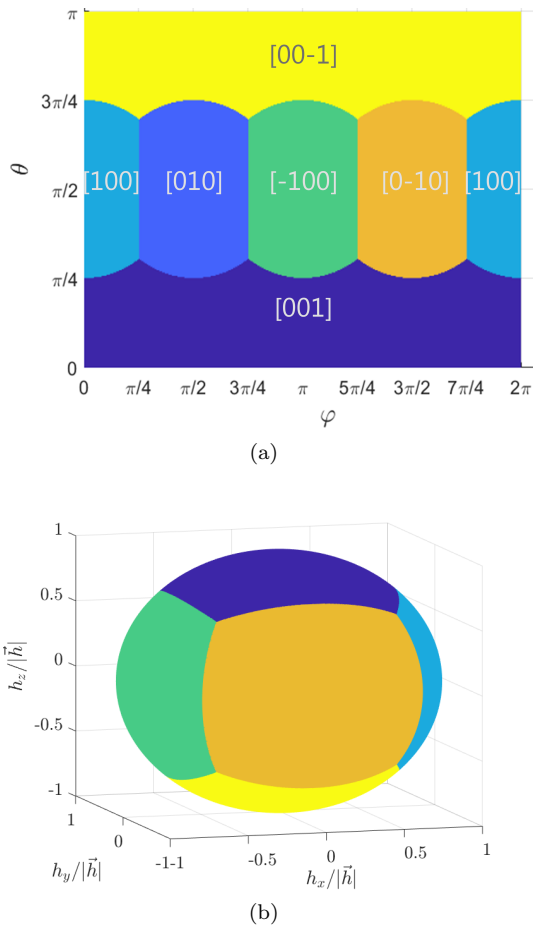 π
[00-1]
3π/4
θ
π/2
[100] [010] [-100] [0-10] [100]
π/4
[001]
0
0 π/4 π/2 3π/4 π 5π/4 3π/2 7π/4 2π
φ
(a)
1
0.5
0
-0.5
-1
h_z/|h⃗|
1
0
-1
h_y/|h⃗|
-1 -0.5 0 0.5 1
h_x/|h⃗|
(b)